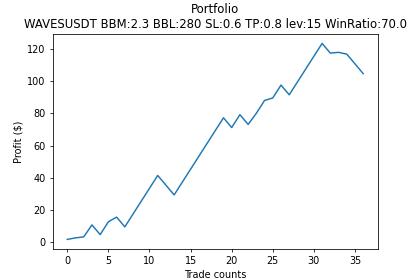 Portfolio
WAVESUSDT BBM:2.3 BBL:280 SL:0.6 TP:0.8 lev:15 WinRatio:70.0
120
100
80
60
40
20
0
Profit ($)
0 5 10 15 20 25 30 35
Trade counts